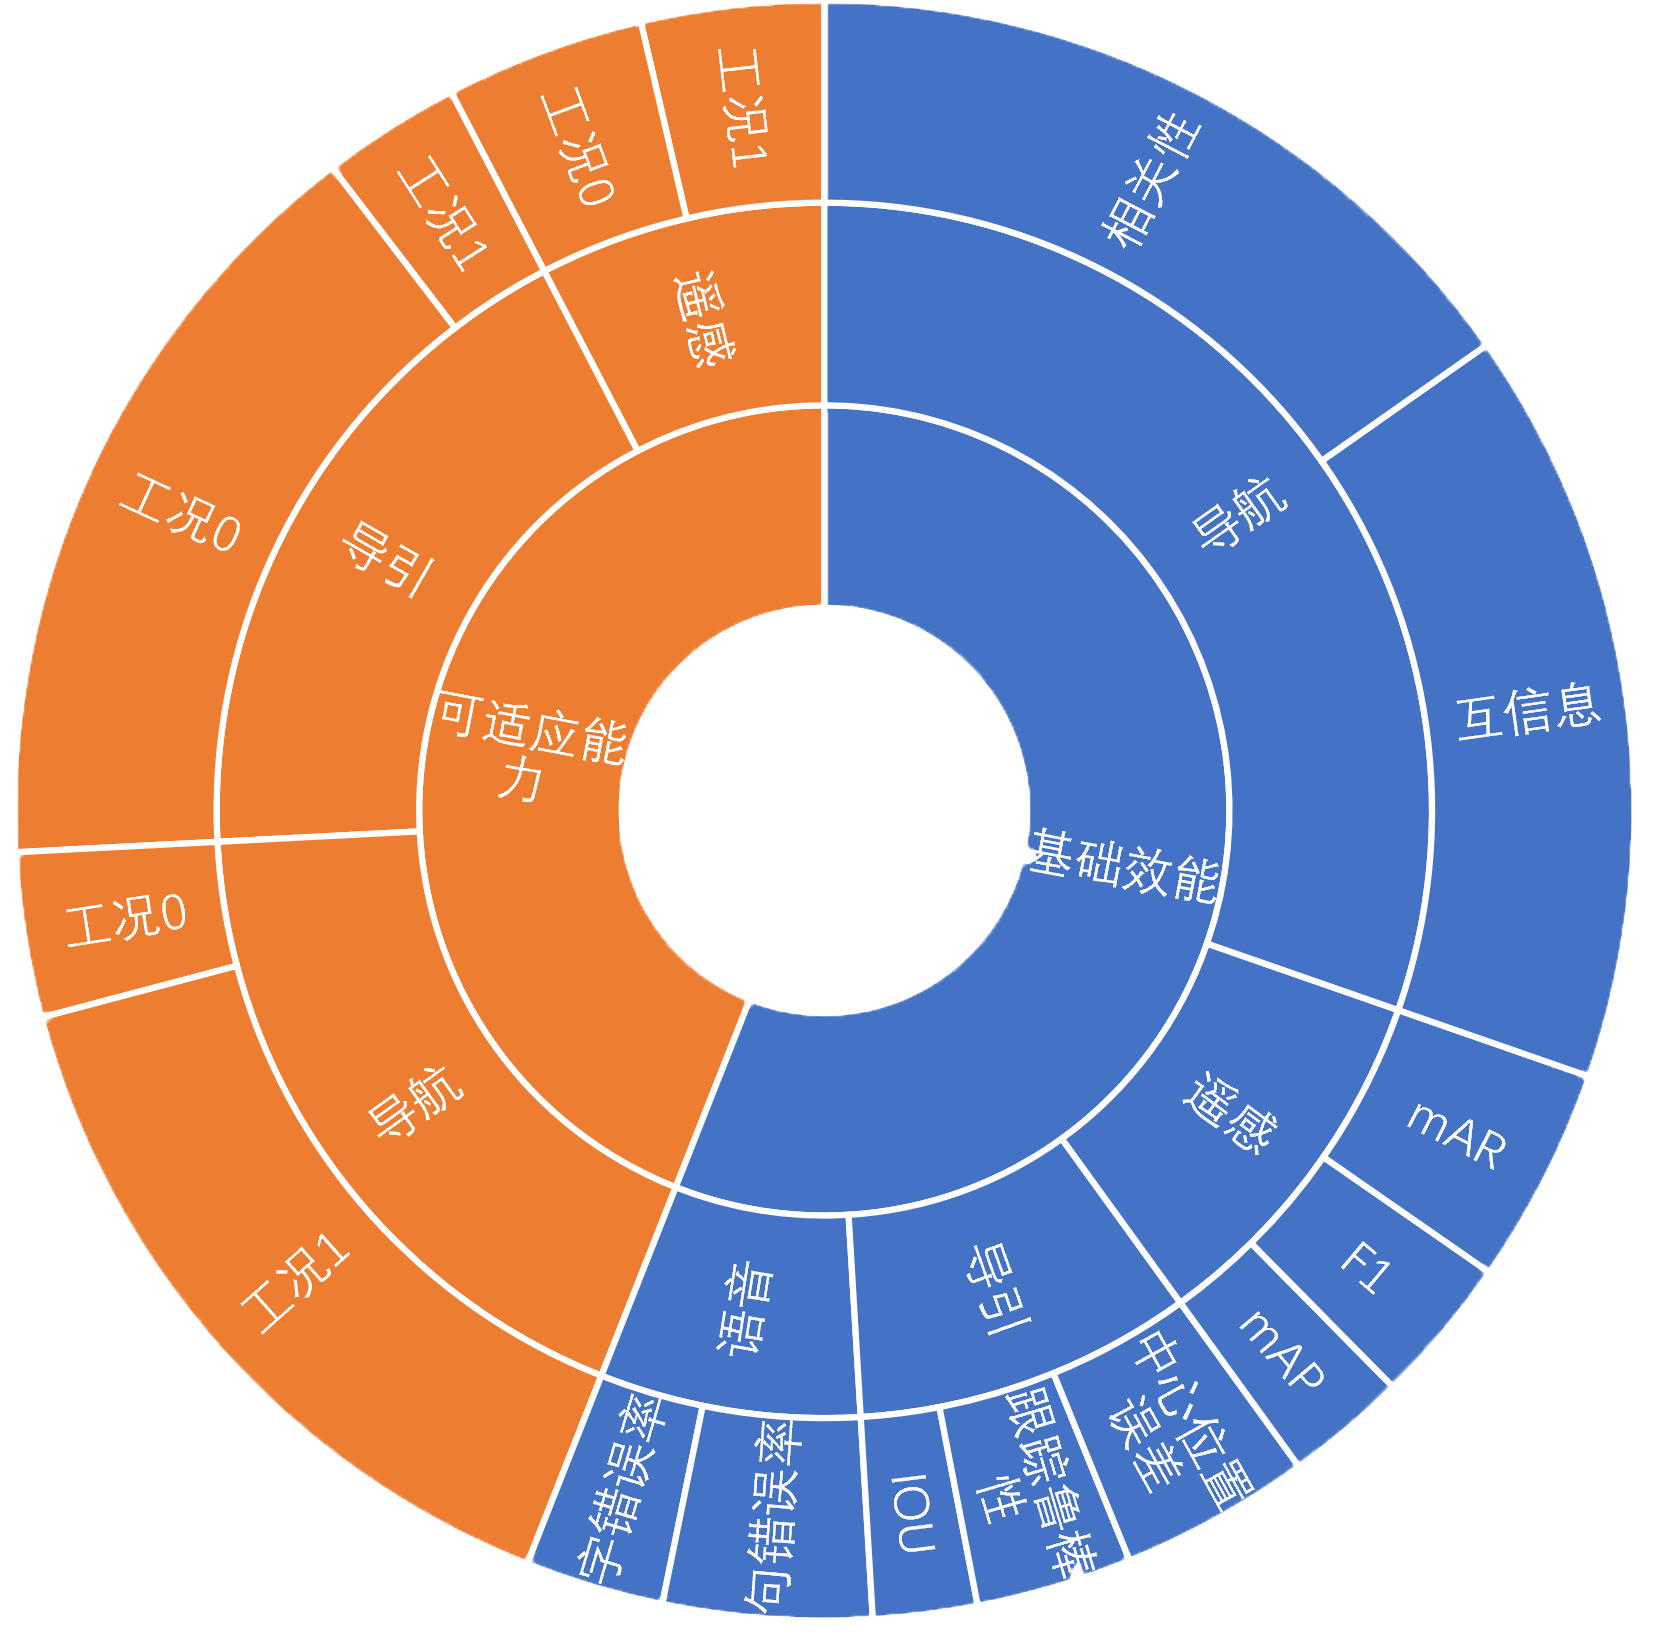 基础效能
导航
相关性
互信息
遥感
mAR
F1
mAP
导引
中心位置
误差
跟踪鲁棒
性
IOU
语音
句错误率
字错误率
可适应能
力
导航
工况1
工况0
导引
工况0
工况1
遥感
工况0
工况1